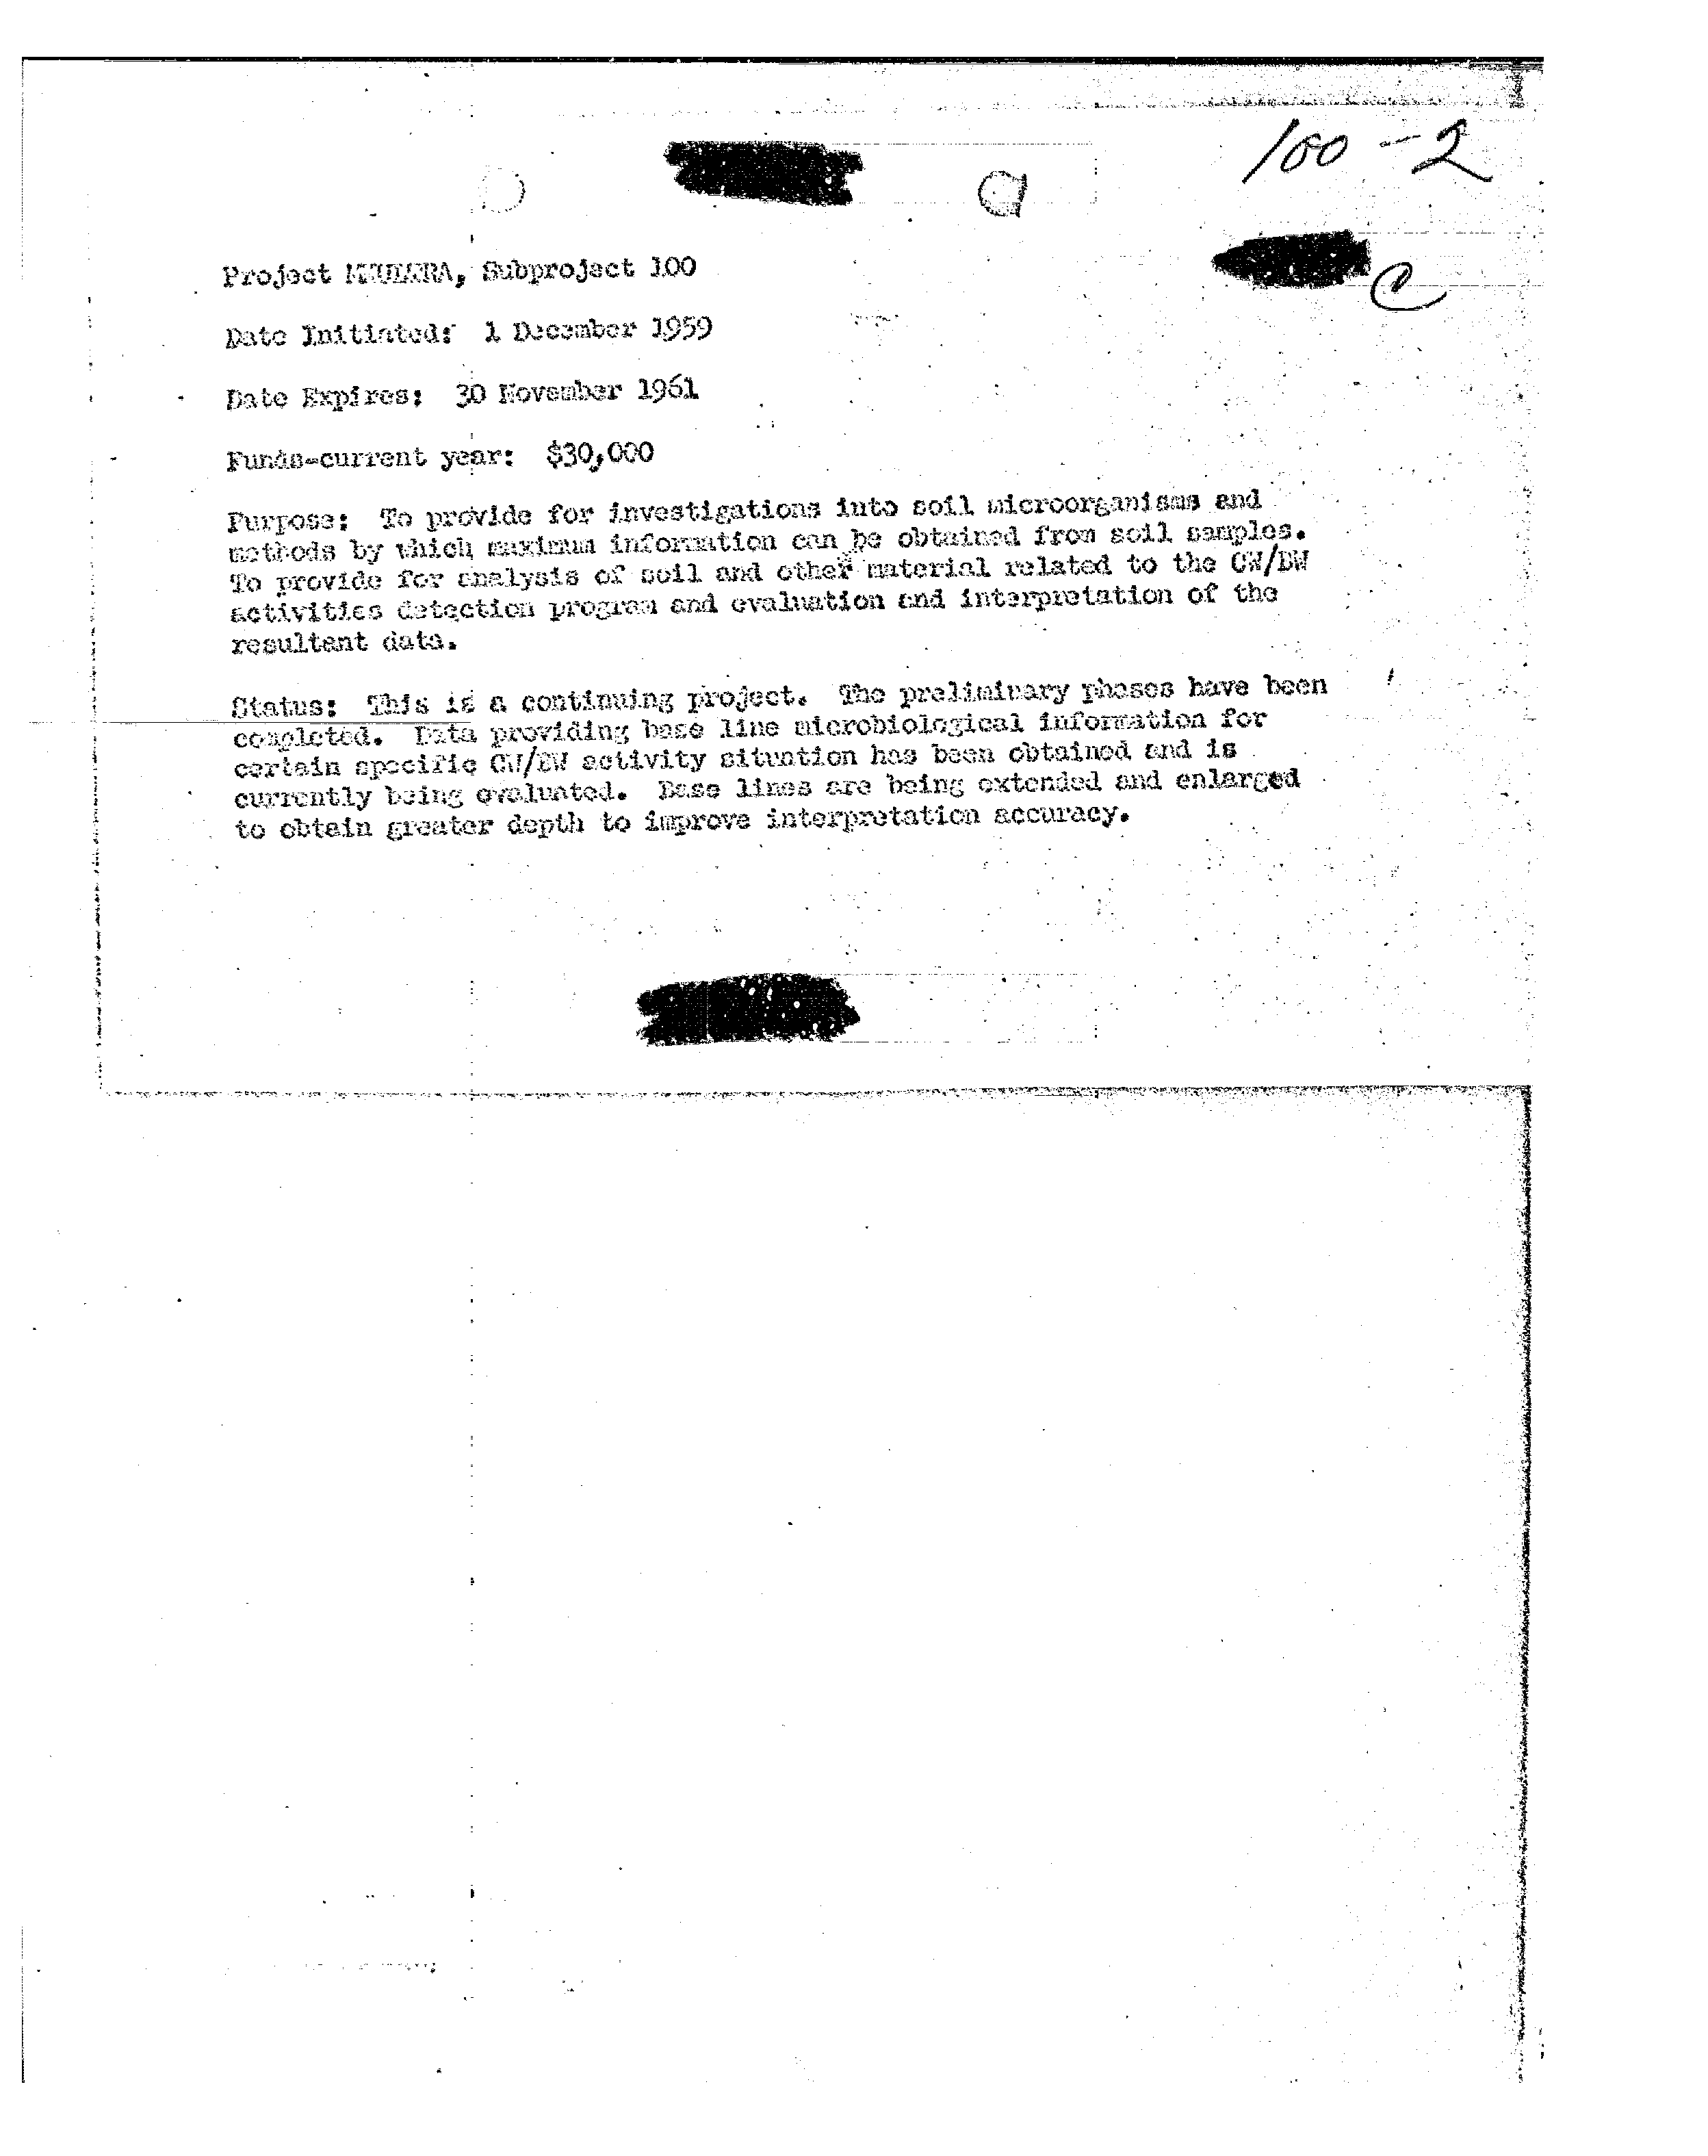 100-2
C
Project MKULTRA, Subproject 100
Date Initiated: 1 December 1959
Date Expires: 30 November 1961
Funds-current year: $30,000
Purpose: To provide for investigations into soil microorganisms and
methods by which maximum information can be obtained from soil samples.
To provide for analysis of soil and other material related to the CW/BW
activities detection program and evaluation and interpretation of the
resultant data.
Status: This is a continuing project. The preliminary phases have been
completed. Data providing base line microbiological information for
certain specific CW/BW activity situation has been obtained and is
currently being evaluated. Base lines are being extended and enlarged
to obtain greater depth to improve interpretation accuracy.